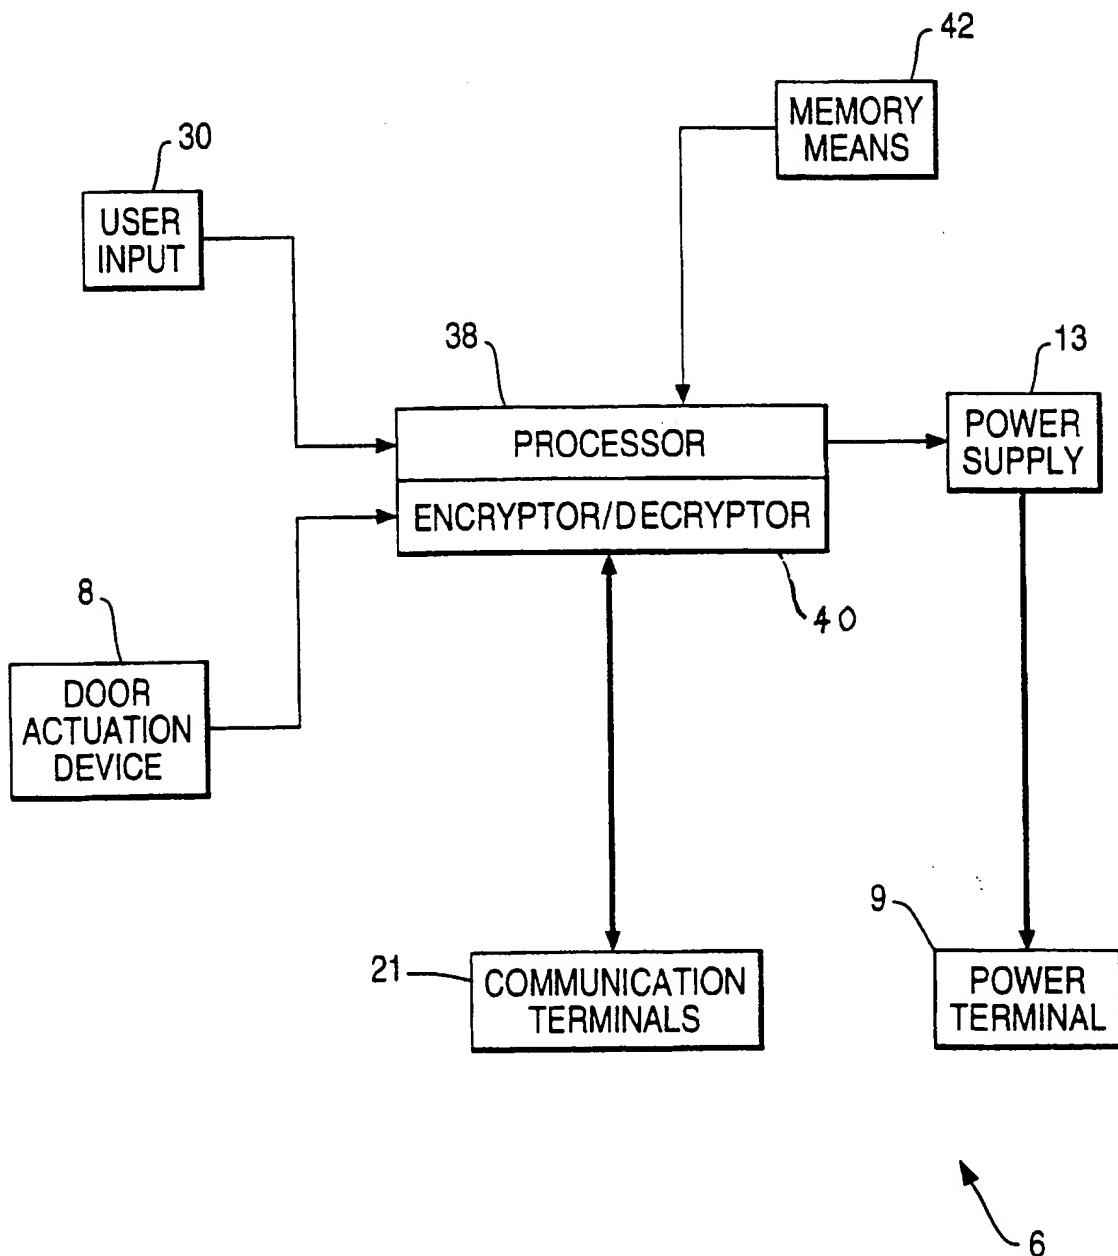 42
MEMORY
MEANS
30
USER
INPUT
38
13
PROCESSOR
POWER
SUPPLY
ENCRYPTOR/DECRYPTOR
40
8
DOOR
ACTUATION
DEVICE
21
COMMUNICATION
TERMINALS
9
POWER
TERMINAL
6